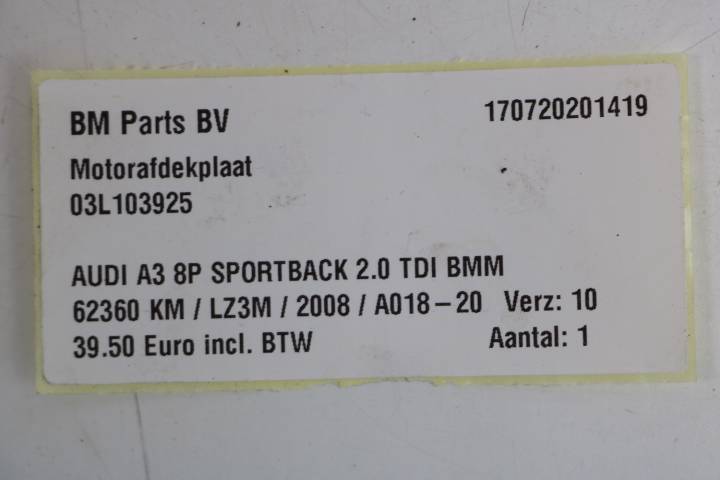 BM Parts BV 170720201419
Motorafdekplaat
03L103925
AUDI A3 8P SPORTBACK 2.0 TDI BMM
62360 KM / LZ3M / 2008 / A018-20 Verz: 10
39.50 Euro incl. BTW Aantal: 1